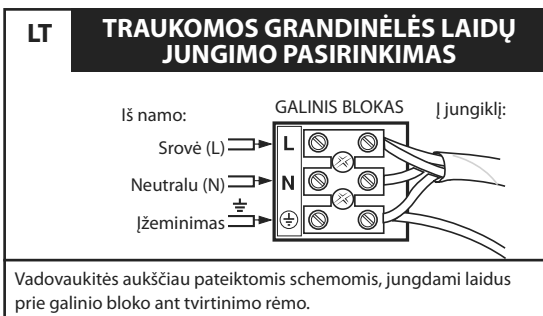 LT
TRAUKOMOS GRANDINĖLĖS LAIDŲ
JUNGIMO PASIRINKIMAS
Iš namo:
GALINIS BLOKAS
Į jungiklį:
Srovė (L)
L
Neutralu (N)
N
Įžeminimas
Vadovaukitės aukščiau pateiktomis schemomis, jungdami laidus
prie galinio bloko ant tvirtinimo rėmo.